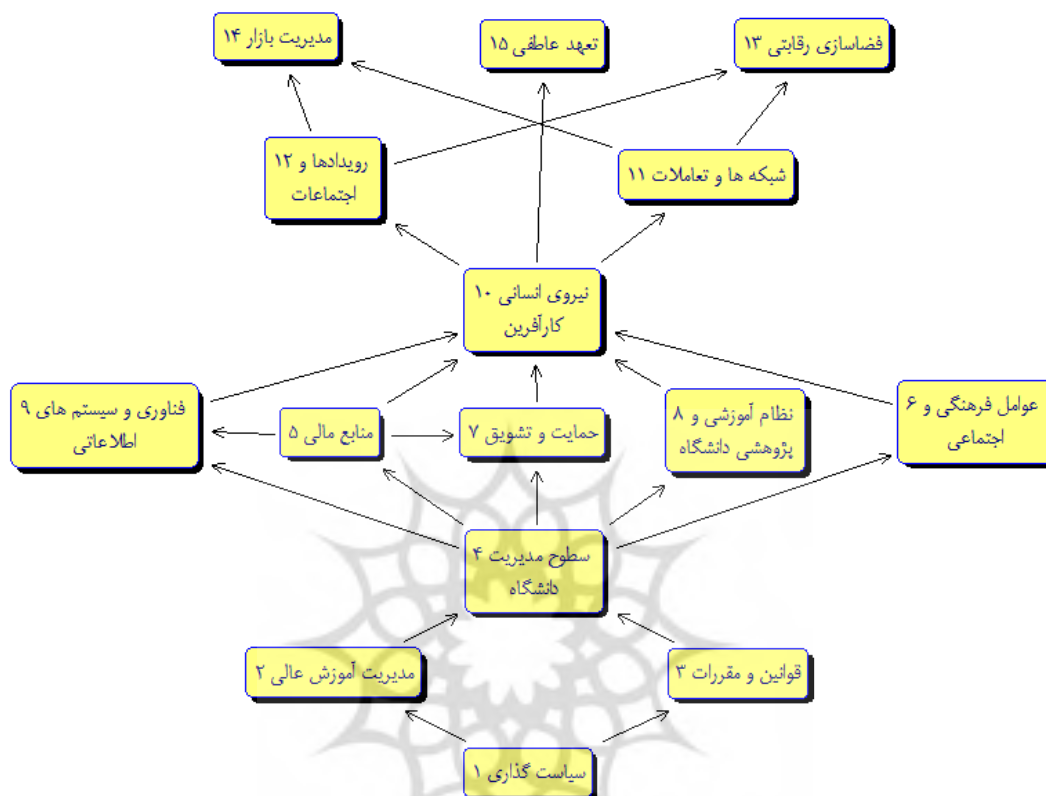 مدیریت بازار ۱۴
تعهد عاطفی ۱۵
فضاسازی رقابتی ۱۳
رویدادها و ۱۲
اجتماعات
شبکه ها و تعاملات ۱۱
نیروی انسانی ۱۰
کارآفرین
فناوری و سیستم های ۹
اطلاعاتی
منابع مالی ۵
حمایت و تشویق ۷
نظام آموزشی و ۸
پژوهشی دانشگاه
عوامل فرهنگی و ۶
اجتماعی
سطوح مدیریت ۴
دانشگاه
مدیریت آموزش عالی ۲
قوانین و مقررات ۳
سیاست گذاری ۱